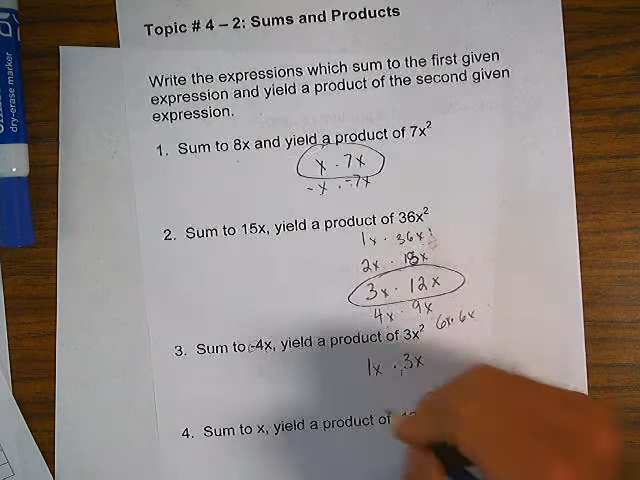 Topic # 4 – 2: Sums and Products
dry-erase marker
Write the expressions which sum to the first given
expression and yield a product of the second given
expression.
1. Sum to 8x and yield a product of 7x²
x · 7x
-x · -7x
2. Sum to 15x, yield a product of 36x²
1x · 36x
2x · 18x
3x · 12x
4x · 9x
6x · 6x
3. Sum to -4x, yield a product of 3x²
1x · 3x
4. Sum to x, yield a product of